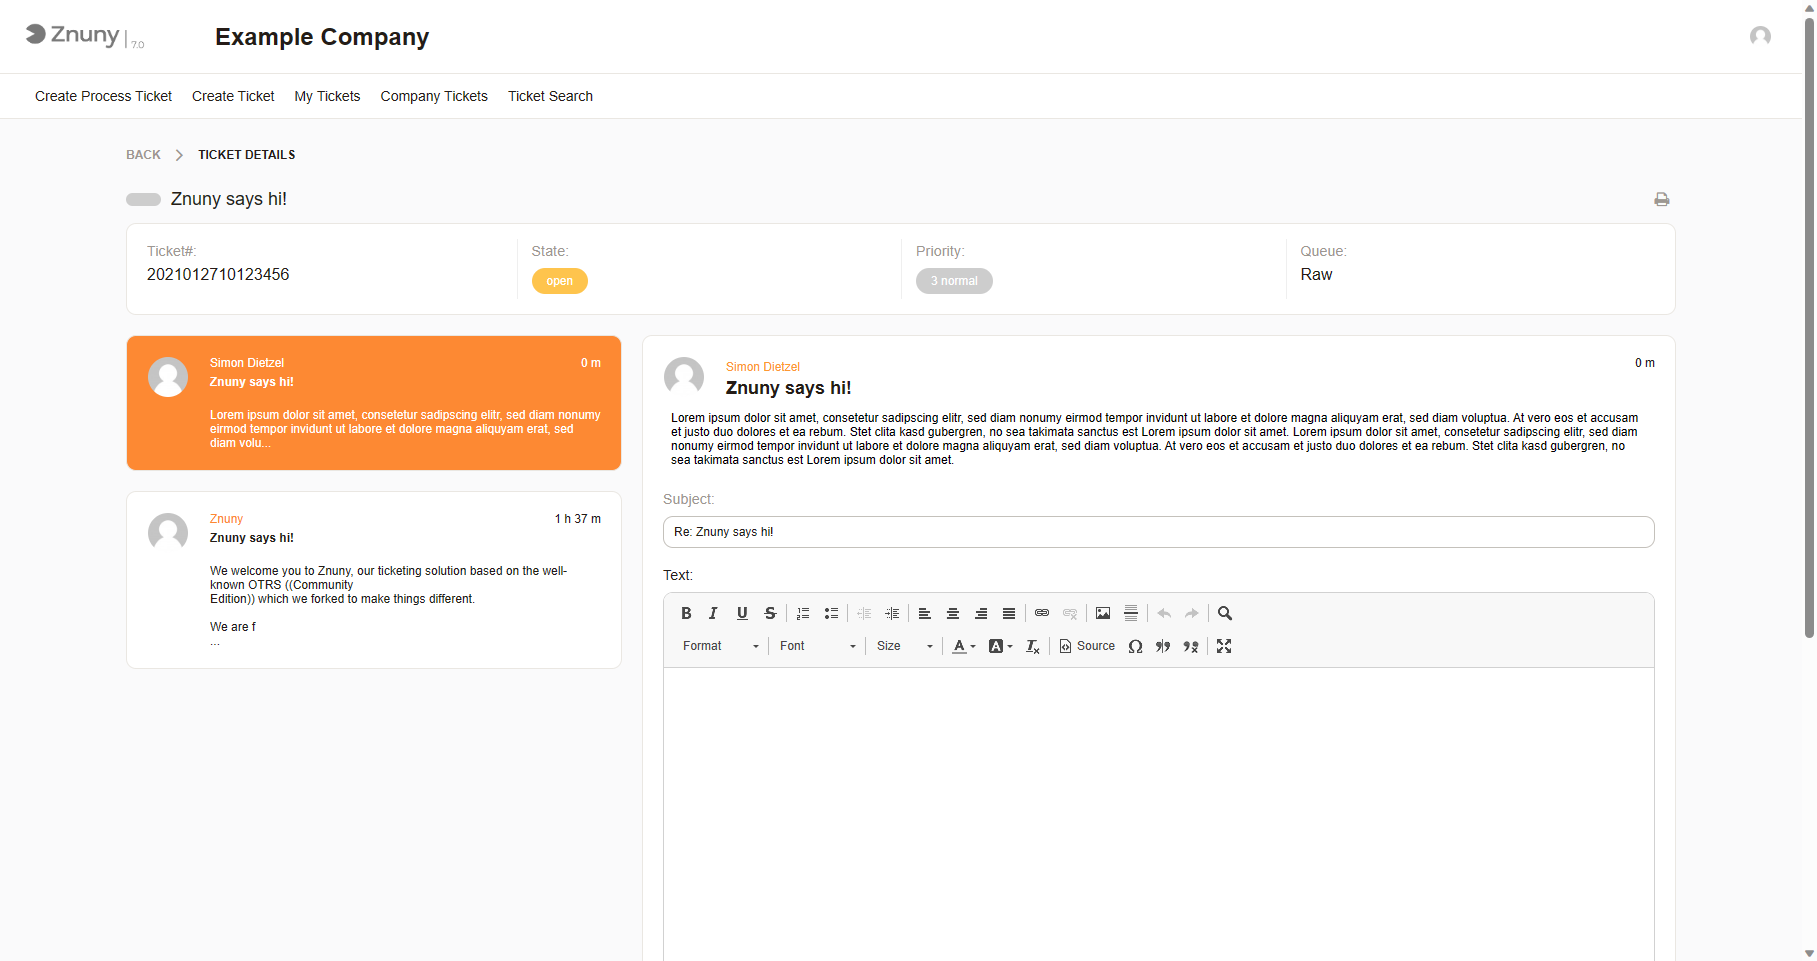 Znuny | 7.0
Example Company
Create Process Ticket
Create Ticket
My Tickets
Company Tickets
Ticket Search
BACK
TICKET DETAILS
Znuny says hi!
Ticket#:
2021012710123456
State:
open
Priority:
3 normal
Queue:
Raw
Simon Dietzel
0 m
Znuny says hi!
Lorem ipsum dolor sit amet, consetetur sadipscing elitr, sed diam nonumy
eirmod tempor invidunt ut labore et dolore magna aliquyam erat, sed
diam volu...
Znuny
1 h 37 m
Znuny says hi!
We welcome you to Znuny, our ticketing solution based on the well-
known OTRS ((Community
Edition)) which we forked to make things different.
We are f
...
Simon Dietzel
0 m
Znuny says hi!
Lorem ipsum dolor sit amet, consetetur sadipscing elitr, sed diam nonumy eirmod tempor invidunt ut labore et dolore magna aliquyam erat, sed diam voluptua. At vero eos et accusam
et justo duo dolores et ea rebum. Stet clita kasd gubergren, no sea takimata sanctus est Lorem ipsum dolor sit amet. Lorem ipsum dolor sit amet, consetetur sadipscing elitr, sed diam
nonumy eirmod tempor invidunt ut labore et dolore magna aliquyam erat, sed diam voluptua. At vero eos et accusam et justo duo dolores et ea rebum. Stet clita kasd gubergren, no
sea takimata sanctus est Lorem ipsum dolor sit amet.
Subject:
Re: Znuny says hi!
Text:
Format
Font
Size
Source